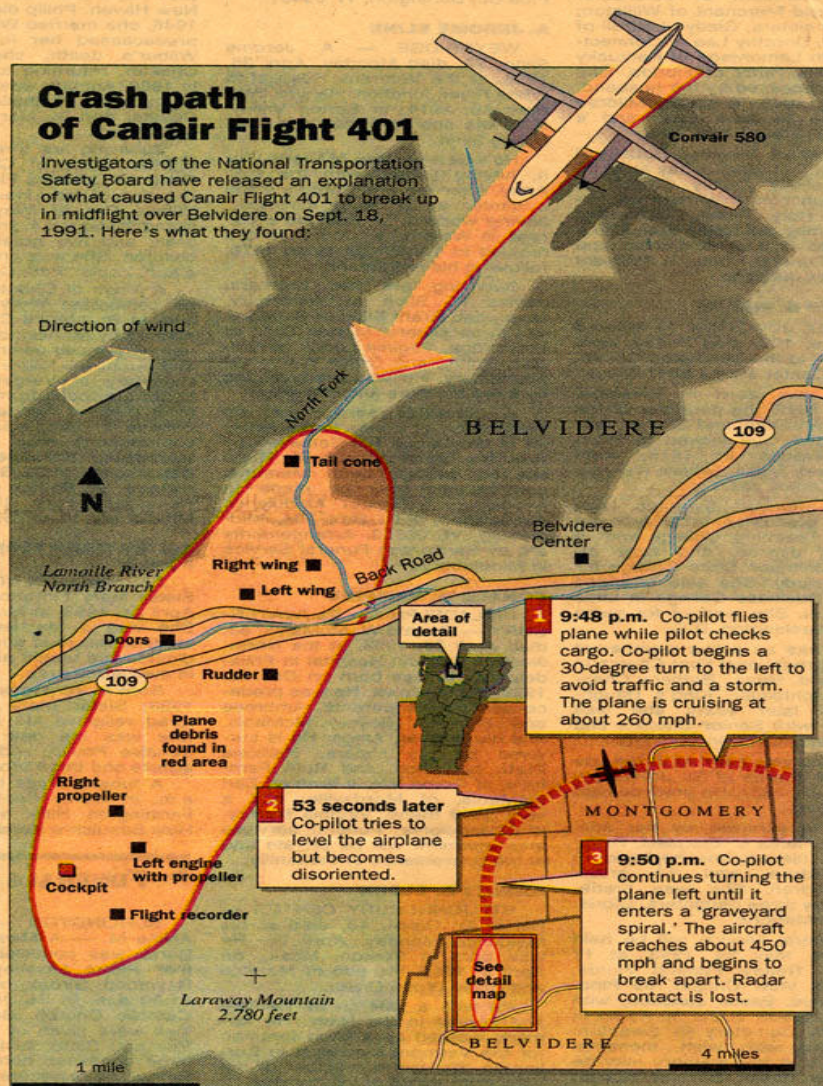 Crash path
of Canair Flight 401
Investigators of the National Transportation
Safety Board have released an explanation
of what caused Canair Flight 401 to break up
in midflight over Belvidere on Sept. 18,
1991. Here's what they found:
Convair 580
Direction of wind
North Fork
BELVIDERE
109
Tail cone
N
Belvidere
Center
Right wing
Back Road
Lamoille River
North Branch
Left wing
Area of
detail
Doors
109
Rudder
1 9:48 p.m. Co-pilot flies
plane while pilot checks
cargo. Co-pilot begins a
30-degree turn to the left to
avoid traffic and a storm.
The plane is cruising at
about 260 mph.
Plane
debris
found in
red area
Right
propeller
2 53 seconds later
Co-pilot tries to
level the airplane
but becomes
disoriented.
MONTGOMERY
Left engine
with propeller
Cockpit
Flight recorder
3 9:50 p.m. Co-pilot
continues turning the
plane left until it
enters a 'graveyard
spiral.' The aircraft
reaches about 450
mph and begins to
break apart. Radar
contact is lost.
See
detail
map
Laraway Mountain
2,780 feet
BELVIDERE
1 mile
4 miles